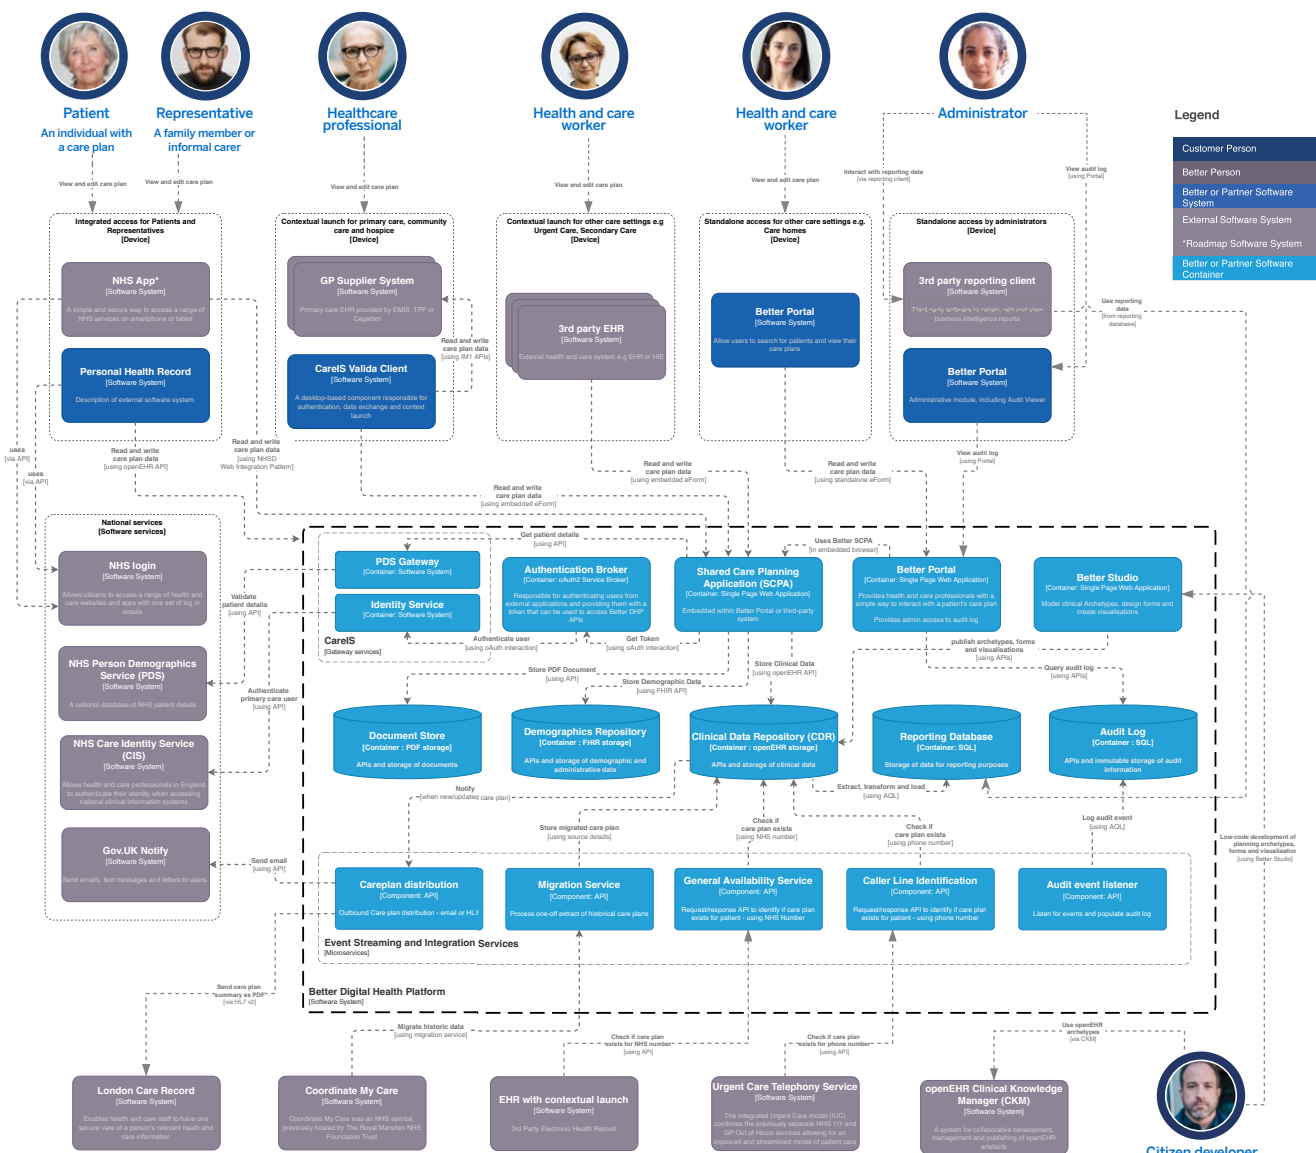 Patient
An individual with
a care plan
Representative
A family member or
informal carer
Healthcare
professional
Health and care
worker
Health and care
worker
Administrator
Legend
Customer Person
Better Person
Better or Partner Software
System
External Software System
*Roadmap Software System
Better or Partner Software
Container
View and edit care plan
View and edit care plan
View and edit care plan
View and edit care plan
View and edit care plan
Interact with reporting data
[via reporting client]
View audit log
[using Portal]
Integrated access for Patients and
Representatives
[Device]
NHS App*
[Software System]
A simple and secure way to access a range of
NHS services on smartphone or tablet
Personal Health Record
[Software System]
Description of external software system.
Contextual launch for primary care, community
care and hospice
[Device]
GP Supplier System
[Software System]
Primary care EHR provided by EMIS, TPP or
Cegedim
CareIS Valida Client
[Software System]
A desktop-based component responsible for
authentication, data exchange and context
launch
Read and write
care plan data
[using IM1 APIs]
Contextual launch for other care settings e.g
Urgent Care, Secondary Care
[Device]
3rd party EHR
[Software System]
External health and care system e.g EHR or HIE
Standalone access for other care settings e.g.
Care homes
[Device]
Better Portal
[Software System]
Allow users to search for patients and view their
care plans
Standalone access by administrators
[Device]
3rd party reporting client
[Software System]
Third party software to contain, edit and view
business intelligence reports
Better Portal
[Software System]
Administrative module, including Audit Viewer
Use reporting
data
[from reporting
database]
uses
[via API]
uses
[via API]
Read and write
care plan data
[using openEHR API]
Read and write
care plan data
[using NHSD
Web Integration Pattern]
Read and write
care plan data
[using embedded eForm]
Read and write
care plan data
[using embedded eForm]
Read and write
care plan data
[using standalone eForm]
View audit log
[using Portal]
National services
[Software services]
NHS login
[Software System]
Allows citizens to access a range of health and
care websites and apps with one set of log in
details
NHS Person Demographics
Service (PDS)
[Software System]
A national database of NHS patient details
NHS Care Identity Service
(CIS)
[Software System]
Allows health and care professionals in England
to authenticate their identity when accessing
national clinical information systems
Gov.UK Notify
[Software System]
Send emails, text messages and letters to users.
Validate
patient details
[using API]
Authenticate
primary care user
[using API]
Send email
[using API]
Get patient details
[using API]
PDS Gateway
[Container: Software System]
Identity Service
[Container: Software System]
CareIS
[Gateway services]
Authentication Broker
[Container: oAuth2 Service Broker]
Responsible for authenticating users from
external applications and providing them with a
token that can be used to access Better DHP
APIs
Authenticate user
[using oAuth interaction]
Get Token
[using oAuth interaction]
Shared Care Planning
Application (SCPA)
[Container: Single Page Web Application]
Embedded within Better Portal or third-party
system
Uses Better SCPA
[in embedded browser]
Better Portal
[Container: Single Page Web Application]
Provides health and care professionals with a
simple way to interact with a patient's care plan
Provides admin access to audit log
Better Studio
[Container: Single Page Web Application]
Model clinical Archetypes, design forms and
create visualisations
Store PDF Document
[using API]
Store Demographic Data
[using FHIR API]
Store Clinical Data
[using openEHR API]
publish archetypes, forms
and visualisations
[using APIs]
Query audit log
[using APIs]
Document Store
[Container : PDF storage]
APIs and storage of documents
Demographics Repository
[Container : FHIR storage]
APIs and storage of demographic and
administrative data
Clinical Data Repository (CDR)
[Container : openEHR storage]
APIs and storage of clinical data
Reporting Database
[Container: SQL]
Storage of data for reporting purposes
Audit Log
[Container : SQL]
APIs and immutable storage of audit
information
Notify
[when new/updated care plan]
Extract, transform and load
[using AQL]
Store migrated care plan
[using source details]
Check if
care plan exists
[using NHS number]
Check if
care plan exists
[using phone number]
Log audit event
[using AQL]
Low-code development of
planning archetypes,
forms and visualisation
[using Better Studio]
Careplan distribution
[Component: API]
Outbound Care plan distribution - email or HL7
Migration Service
[Component: API]
Process one-off extract of historical care plans
General Availability Service
[Component: API]
Request/response API to identify if care plan
exists for patient - using NHS Number
Caller Line Identification
[Component: API]
Request/response API to identify if care plan
exists for patient - using phone number
Audit event listener
[Component: API]
Listen for events and populate audit log
Event Streaming and Integration Services
[Microservices]
Better Digital Health Platform
[Software System]
Send care plan
summary as PDF
[via HL7 v2]
Migrate historic data
[using migration service]
Check if care plan
exists for NHS number
[using API]
Check if care plan
exists for phone number
[using API]
Use openEHR
archetypes
[via CKM]
London Care Record
[Software System]
Enables health and care staff to have one
secure view of a person's relevant health and
care information
Coordinate My Care
[Software System]
Coordinate My Care was an NHS service,
previously hosted by The Royal Marsden NHS
Foundation Trust
EHR with contextual launch
[Software System]
3rd Party Electronic Health Record
Urgent Care Telephony Service
[Software System]
The Integrated Urgent Care model (IUC)
combines the previously separate NHS 111 and
GP Out of Hours services allowing for an
improved and streamlined model of patient care
openEHR Clinical Knowledge
Manager (CKM)
[Software System]
A system for collaborative development,
management and publishing of openEHR
artefacts
Citizen developer